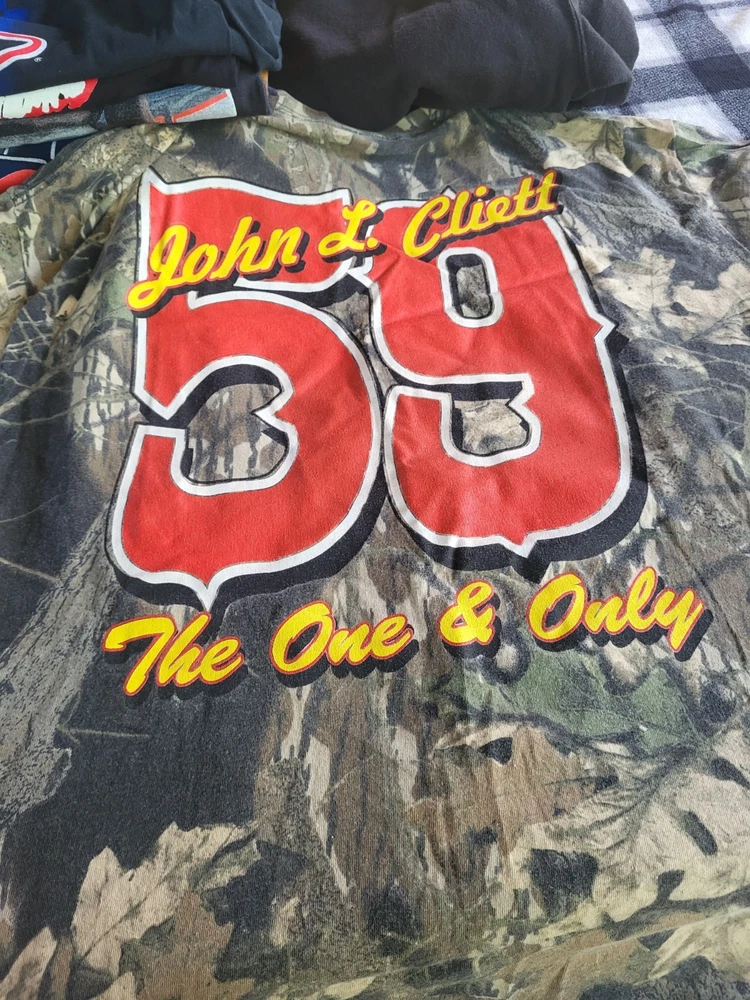 John L. Cliett
59
The One & Only